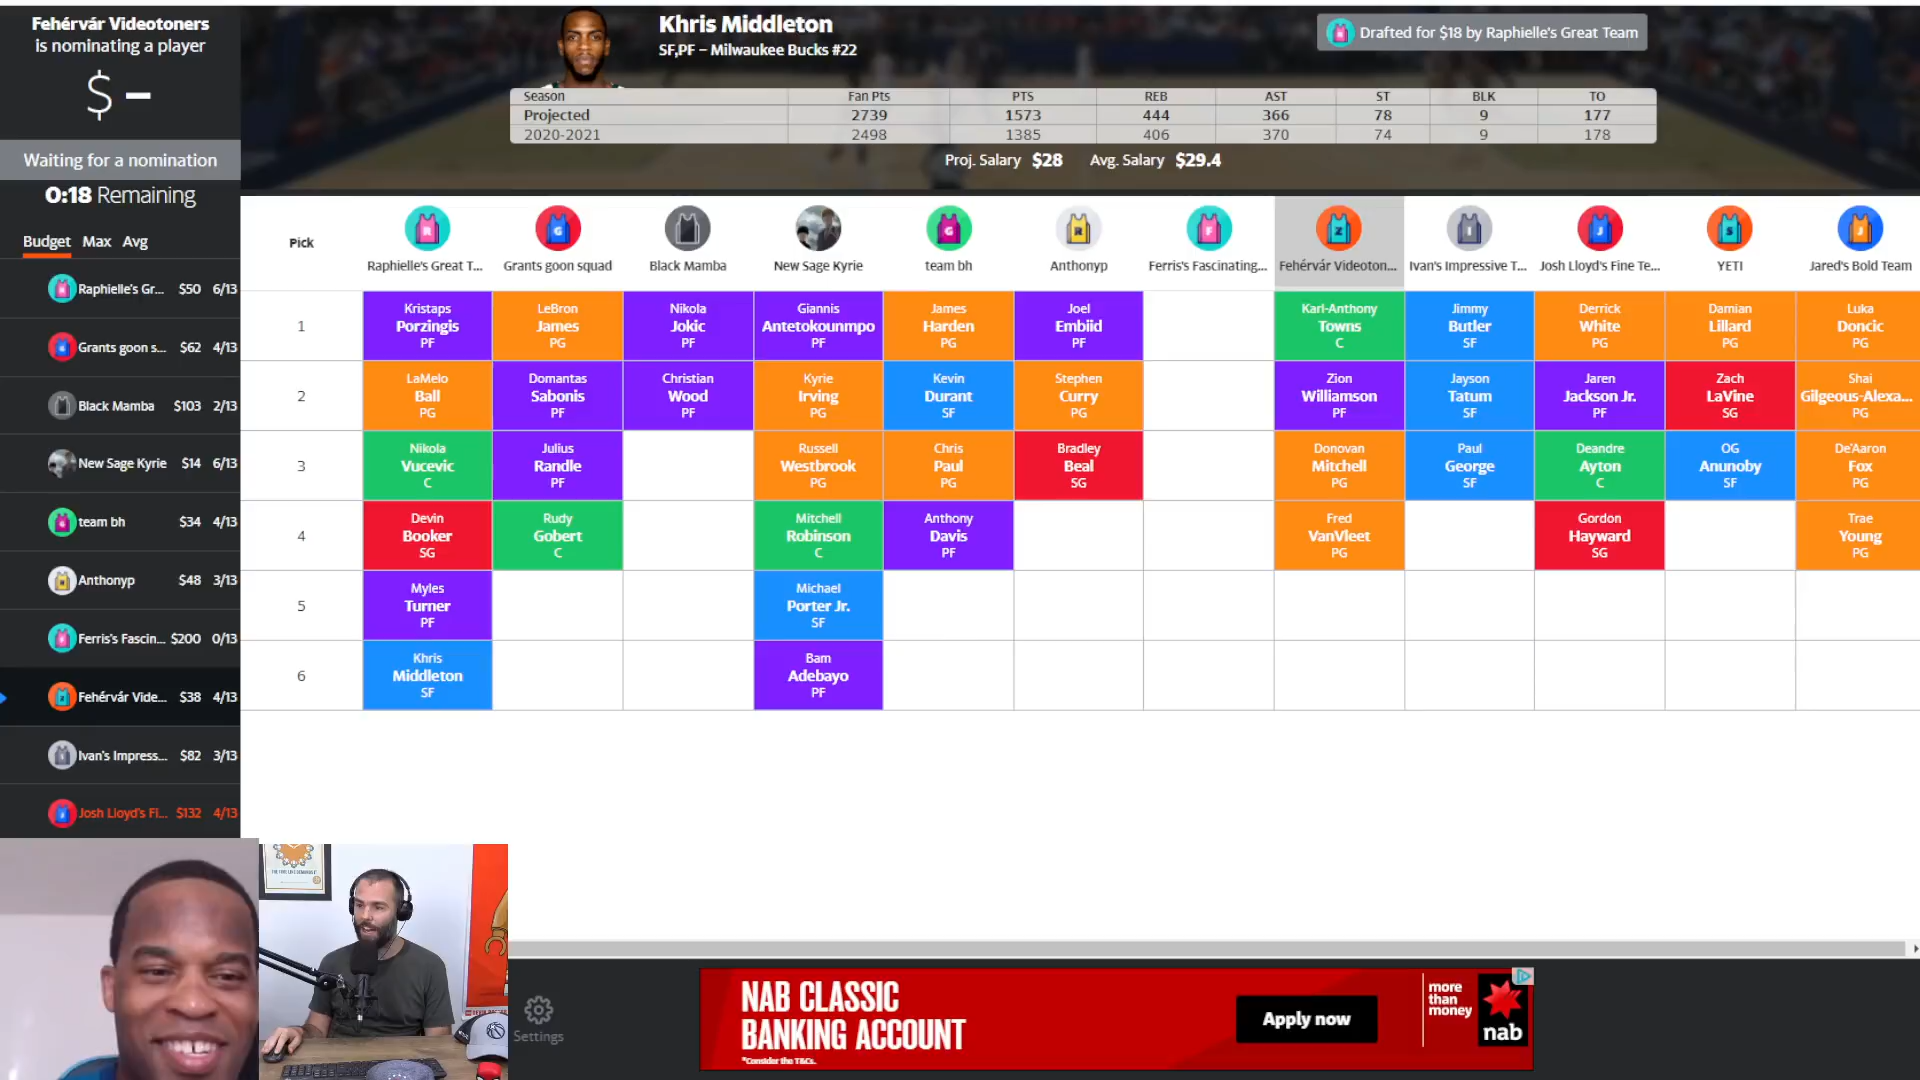 Fehérvár Videotoners
is nominating a player
$ –
Waiting for a nomination
0:18 Remaining
Budget Max Avg
Raphielle's Gr... $50 6/13
Grants goon s... $62 4/13
Black Mamba $103 2/13
New Sage Kyrie $14 6/13
team bh $34 4/13
Anthonyp $48 3/13
Ferris's Fascin... $200 0/13
Fehérvár Vide... $38 4/13
Ivan's Impress... $82 3/13
Josh Lloyd's Fi... $132 4/13
Khris Middleton
SF,PF – Milwaukee Bucks #22
Drafted for $18 by Raphielle's Great Team
Season Fan Pts PTS REB AST ST BLK TO
Projected 2739 1573 444 366 78 9 177
2020-2021 2498 1385 406 370 74 9 178
Proj. Salary $28 Avg. Salary $29.4
Pick
Raphielle's Great T... Grants goon squad Black Mamba New Sage Kyrie team bh Anthonyp Ferris's Fascinating... Fehérvár Videoton... Ivan's Impressive T... Josh Lloyd's Fine Te... YETI Jared's Bold Team
Kristaps LeBron Nikola Giannis James Joel Karl-Anthony Jimmy Derrick Damian Luka
1 Porzingis James Jokic Antetokounmpo Harden Embiid Towns Butler White Lillard Doncic
PF PG PF PF PG PF C SF PG PG PG
LaMelo Domantas Christian Kyrie Kevin Stephen Zion Jayson Jaren Zach Shai
2 Ball Sabonis Wood Irving Durant Curry Williamson Tatum Jackson Jr. LaVine Gilgeous-Alexa...
PG PF PF PG SF PG PF SF PF SG PG
Nikola Julius Russell Chris Bradley Donovan Paul Deandre OG De'Aaron
3 Vucevic Randle Westbrook Paul Beal Mitchell George Ayton Anunoby Fox
C PF PG PG SG PG SF C SF PG
Devin Rudy Mitchell Anthony Fred Gordon Trae
4 Booker Gobert Robinson Davis VanVleet Hayward Young
SG C C PF PG SG PG
Myles Michael
5 Turner Porter Jr.
PF SF
Khris Bam
6 Middleton Adebayo
SF PF
Settings
NAB CLASSIC
BANKING ACCOUNT
*Consider the T&Cs.
Apply now
more
than
money
nab